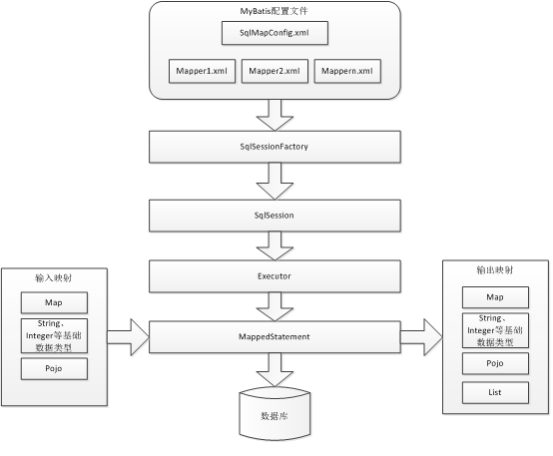 MyBatis配置文件
SqlMapConfig.xml
Mapper1.xml
Mapper2.xml
Mappern.xml
SqlSessionFactory
SqlSession
Executor
输入映射
Map
String、
Integer等基础
数据类型
Pojo
MappedStatement
输出映射
Map
String、
Integer等基础
数据类型
Pojo
List
数据库